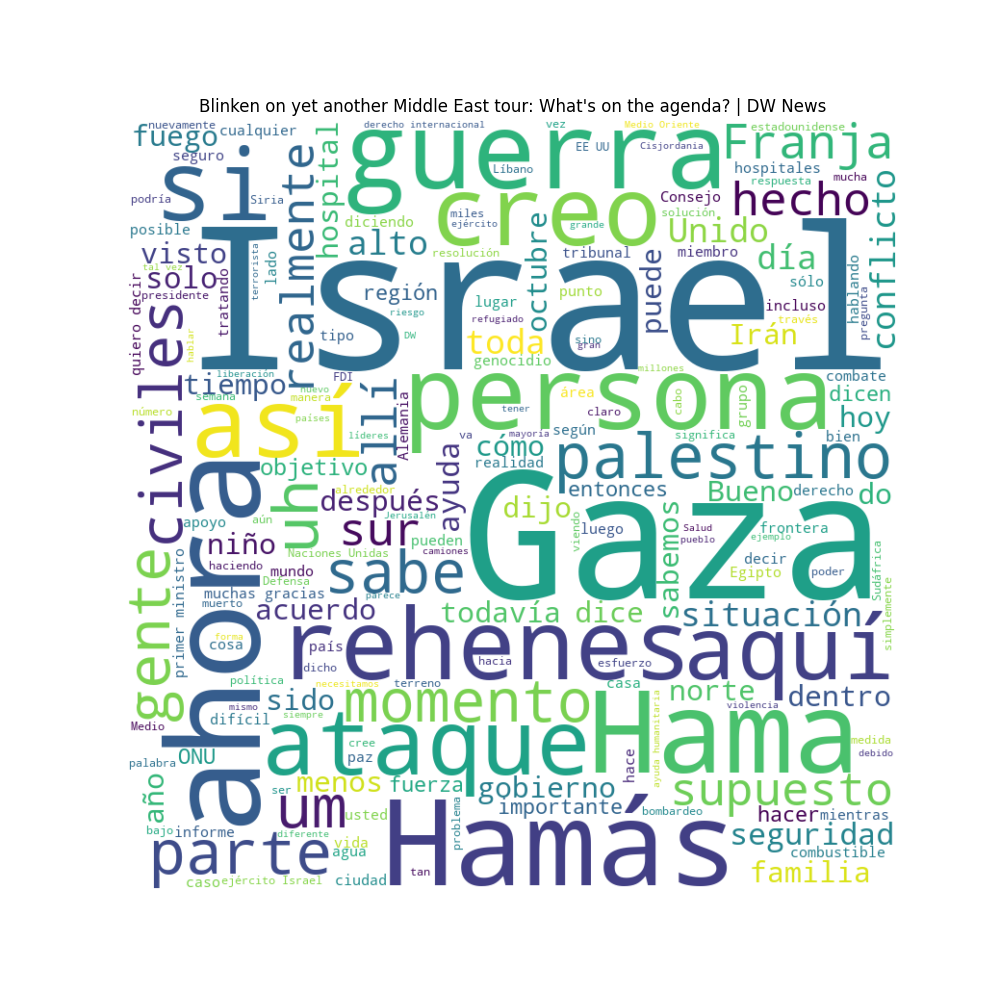 Blinken on yet another Middle East tour: What's on the agenda? | DW News
nuevamente
derecho internacional
vez
Medio Oriente
estadounidense
fuego
cualquier
guerra
EE UU
Cisjordania
Franja
seguro
si
realmente
hospital
Líbano
hospitales
respuesta
mucha
podría
Siria
diciendo
creo
miles
ejército
grande
Consejo
solución
hecho
conflicto
posible
visto
alto
resolución
octubre
Unido
tribunal
miembro
día
tal vez
solo
lado
terrorista
Israel
puede
sólo
hablando
presidente
tratando
región
lugar
punto
incluso
pregunta
quiero decir
civiles
riesgo
refugiado
través
tipo
DW
toda
sino
gran
Irán
hablar
genocidio
liberación
FDI
millones
combate
tiempo
semana
nuevo
manera
allí
persona
área
cabo
grupo
dicen
número
así
países
Alemania
tener
claro
hoy
líderes
va
mayoría
según
significa
bien
cómo
realidad
palestino
objetivo
ayuda
entonces
Bueno
derecho
do
ahora
uh
alrededor
después
Gaza
dijo
apoyo
aún
Jerusalén
sur
luego
viendo
sabemos
Salud
pueblo
frontera
ejemplo
gente
niño
Naciones Unidas
pueden
camiones
primer ministro
haciendo
mundo
Defensa
sabe
decir
Egipto
poder
Sudáfrica
simplemente
muchas gracias
muerto
parece
acuerdo
todavía dice
situación
forma
cosa
rehenes
aquí
país
dicho
hacia
esfuerzo
política
necesitamos
terreno
casa
norte
dentro
sido
momento
violencia
Medio
mismo
difícil
siempre
ataque
Hama
ayuda humanitaria
medida
debido
palabra
ONU
cree
paz
hace
año
ser
menos
fuerza
gobierno
supuesto
um
usted
importante
bombardeo
hacer
mientras
bajo
informe
diferente
problema
Hamás
seguridad
parte
vida
agua
combustible
caso
ejército Israel
ciudad
tan
familia